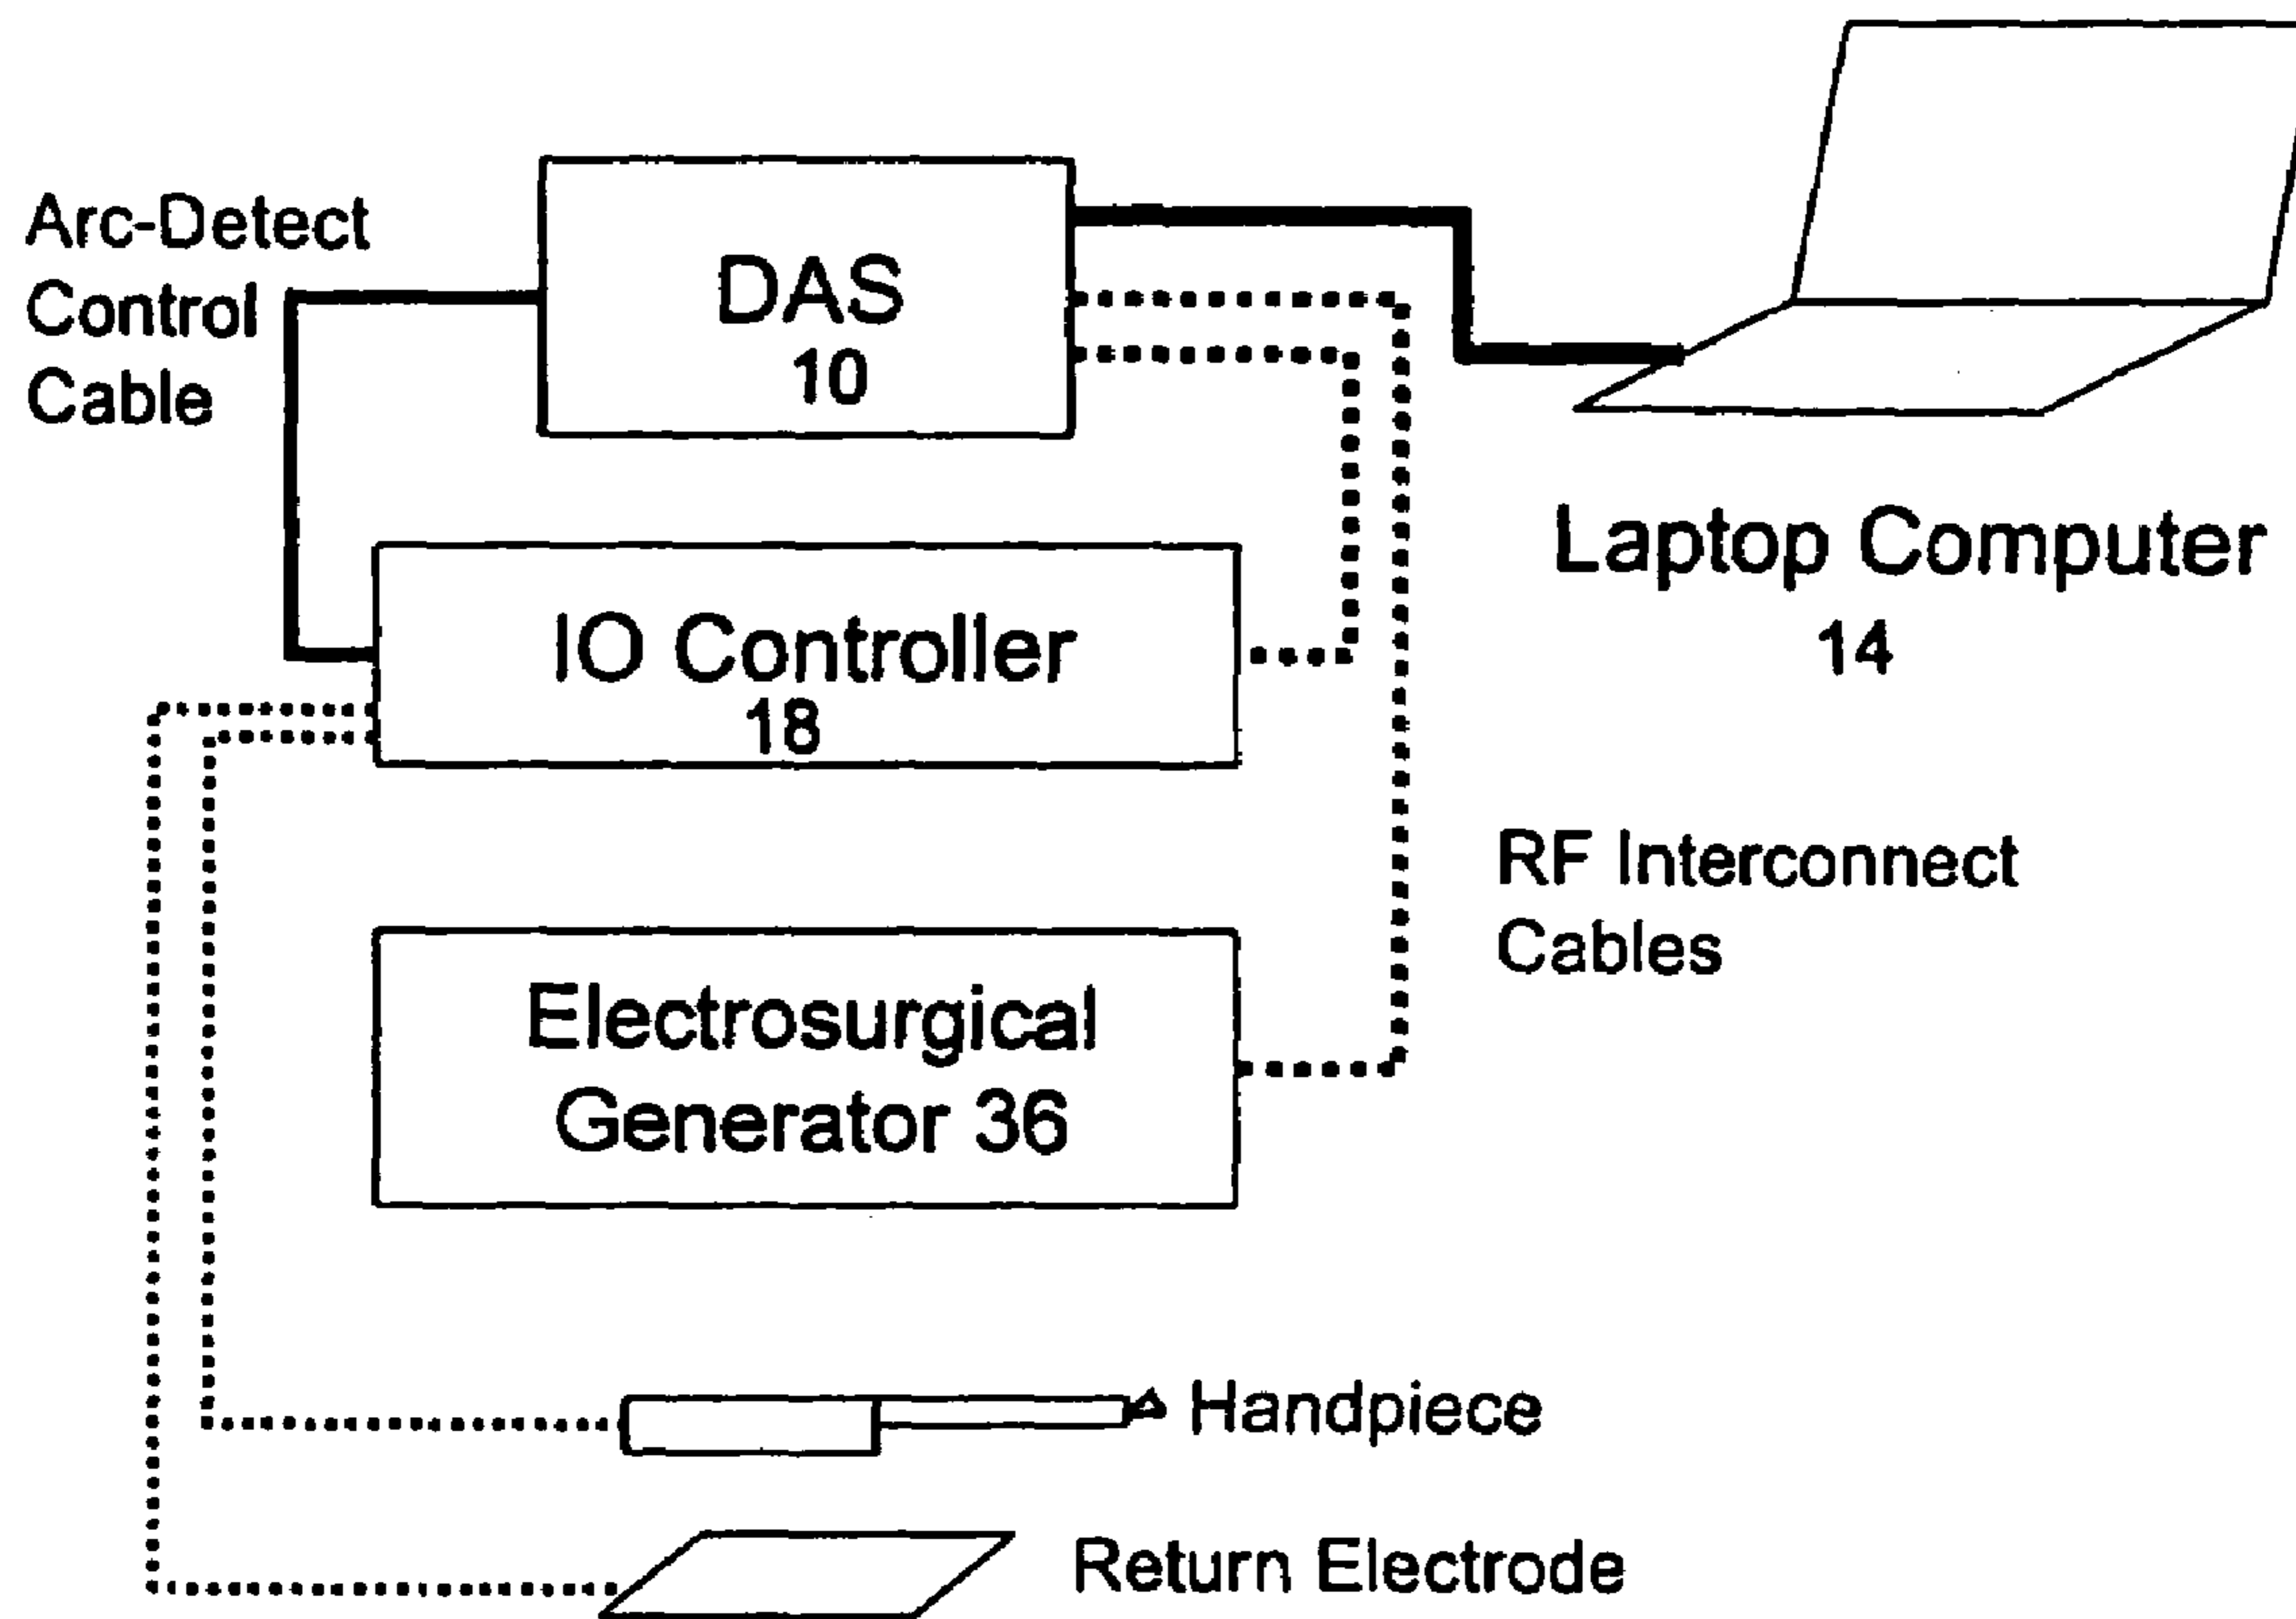 Arc-Detect
Control
Cable
DAS
10
Laptop Computer
14
IO Controller
18
RF Interconnect
Cables
Electrosurgical
Generator 36
Handpiece
Return Electrode